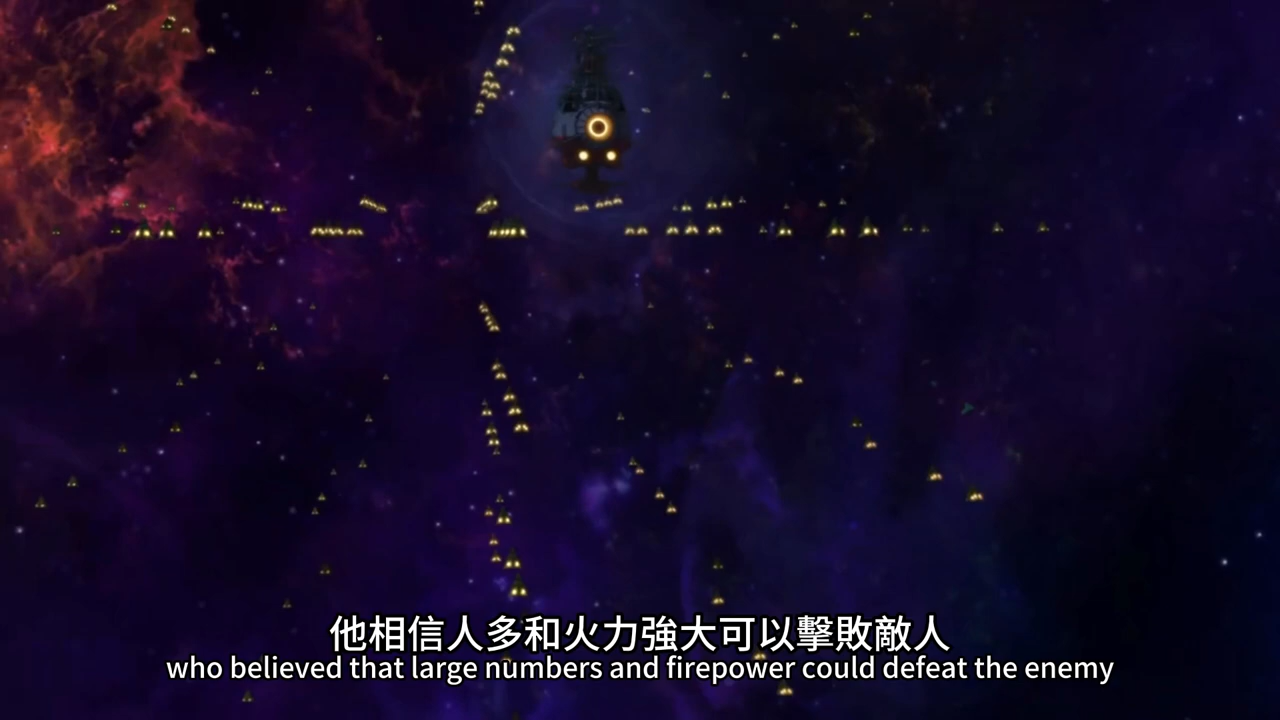 他相信人多和火力強大可以擊敗敵人
who believed that large numbers and firepower could defeat the enemy